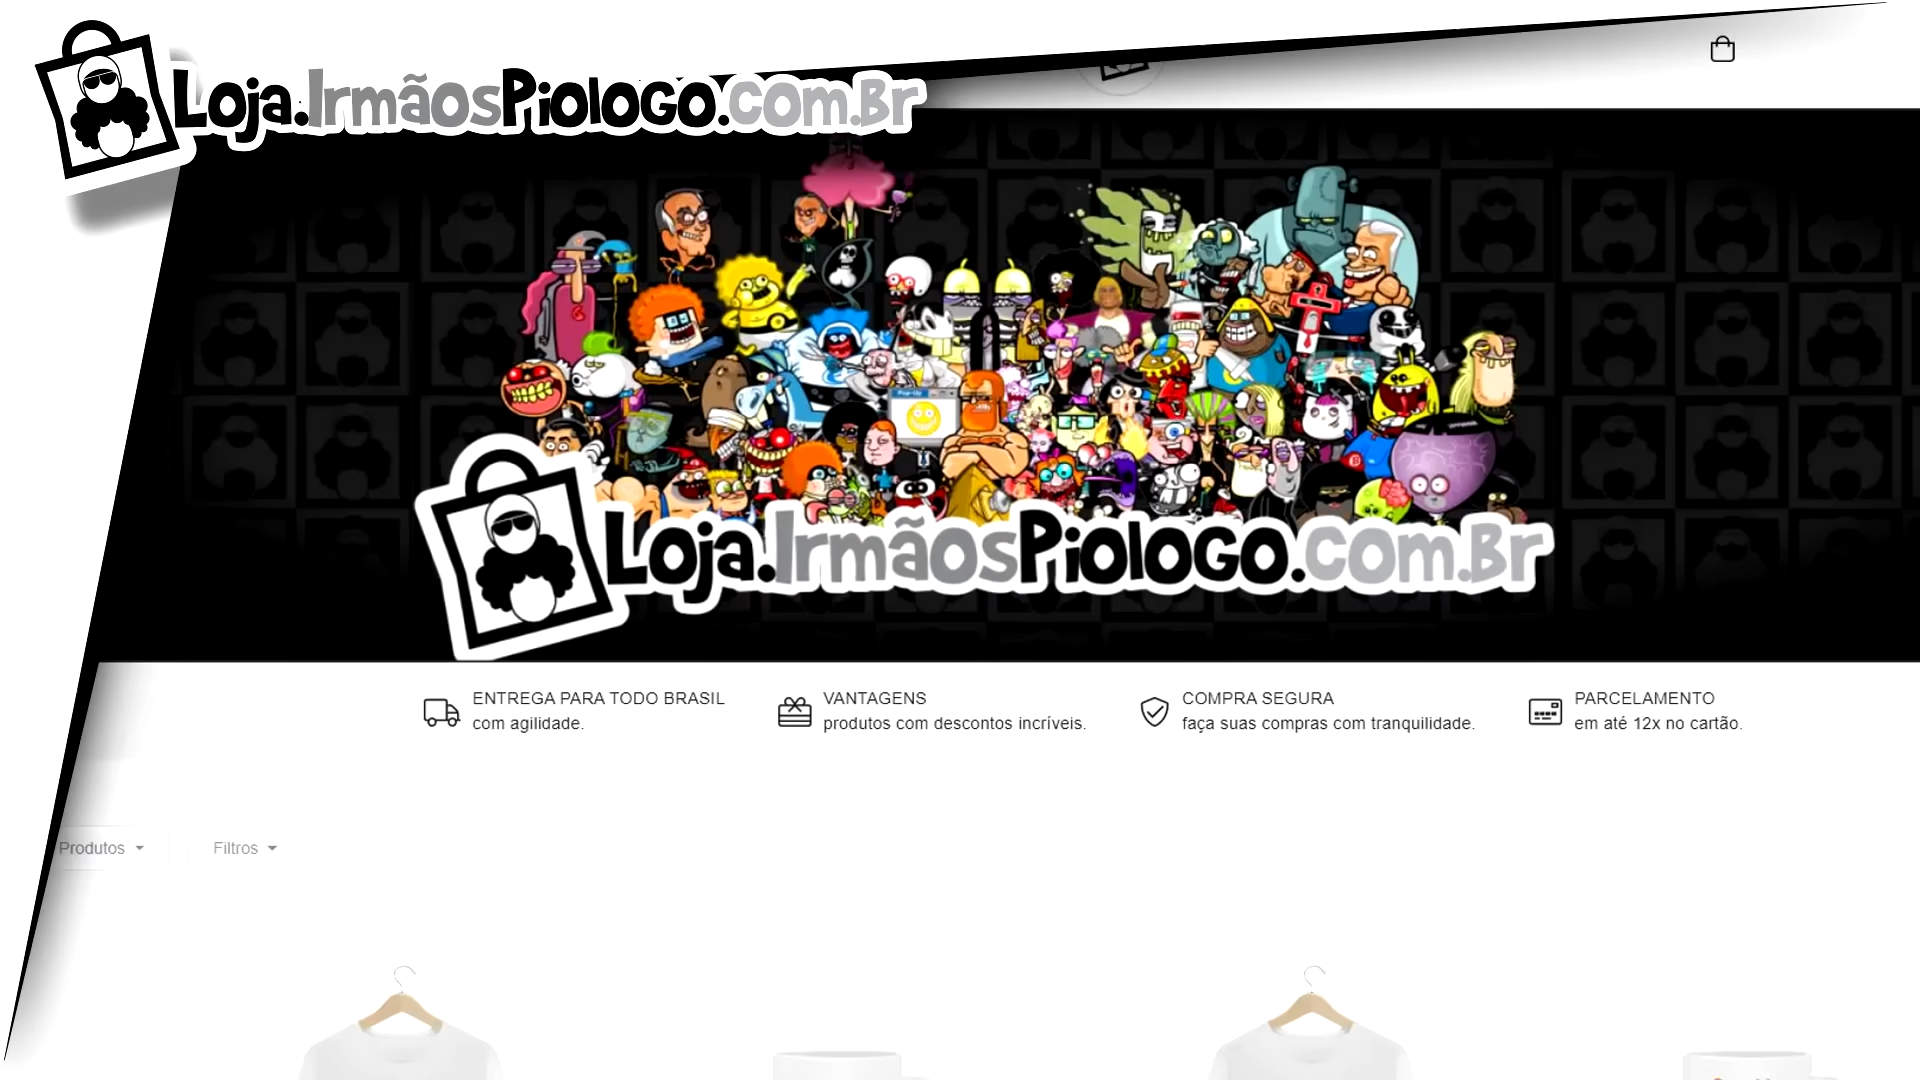 Loja.IrmãosPiologo.com.Br
Loja.IrmãosPiologo.com.Br
ENTREGA PARA TODO BRASIL
com agilidade.
VANTAGENS
produtos com descontos incríveis.
COMPRA SEGURA
faça suas compras com tranquilidade.
PARCELAMENTO
em até 12x no cartão.
Produtos
Filtros